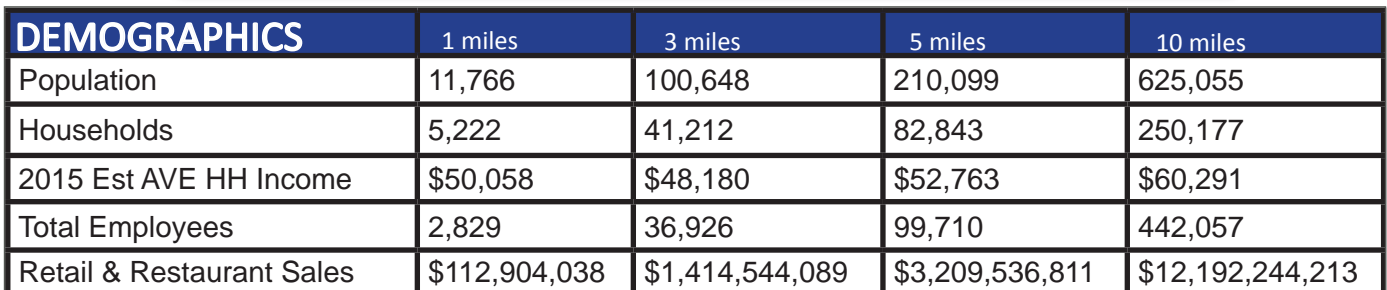 DEMOGRAPHICS 1 miles 3 miles 5 miles 10 miles
Population 11,766 100,648 210,099 625,055
Households 5,222 41,212 82,843 250,177
2015 Est AVE HH Income $50,058 $48,180 $52,763 $60,291
Total Employees 2,829 36,926 99,710 442,057
Retail & Restaurant Sales $112,904,038 $1,414,544,089 $3,209,536,811 $12,192,244,213